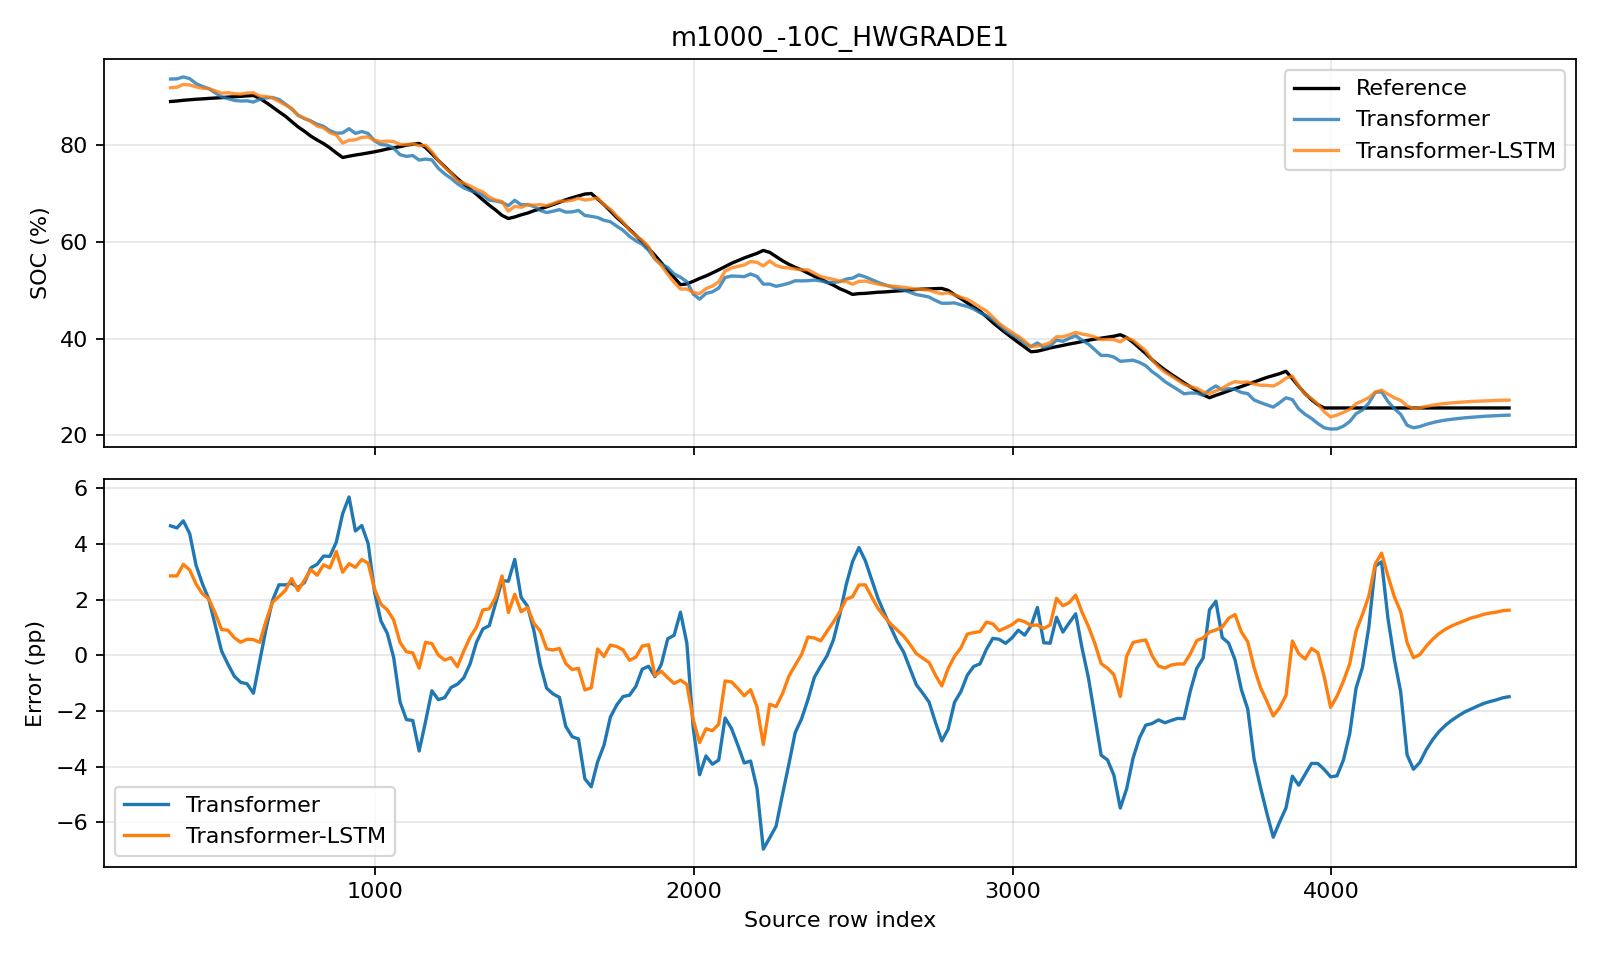 m1000_-10C_HWGRADE1
SOC (%)
80
60
40
20
Reference
Transformer
Transformer-LSTM
Error (pp)
6
4
2
0
−2
−4
−6
Transformer
Transformer-LSTM
1000 2000 3000 4000
Source row index